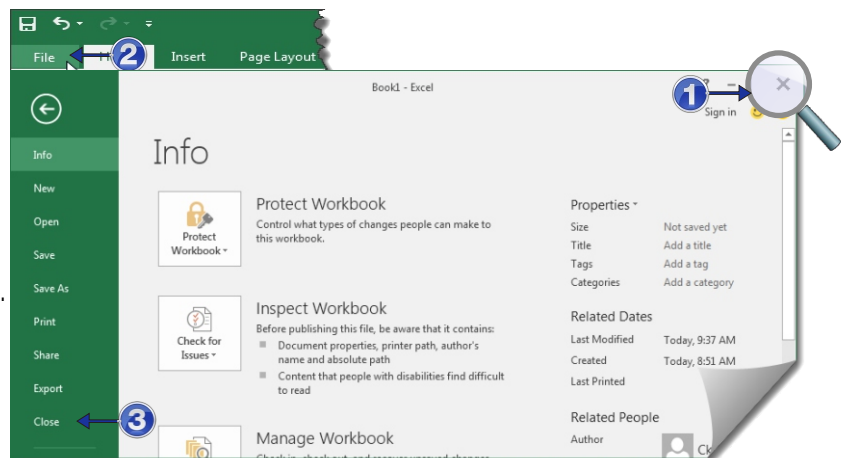 File
Insert
Page Layout
2
Book1 - Excel
?
1
Sign in
Info
New
Open
Save
Save As
Print
Share
Export
Close
3
Info
Protect
Workbook
Protect Workbook
Control what types of changes people can make to
this workbook.
Check for
Issues
Inspect Workbook
Before publishing this file, be aware that it contains:
Document properties, printer path, author's
name and absolute path
Content that people with disabilities find difficult
to read
Manage Workbook
Properties
Size Not saved yet
Title Add a title
Tags Add a tag
Categories Add a category
Related Dates
Last Modified Today, 9:37 AM
Created Today, 8:51 AM
Last Printed
Related People
Author